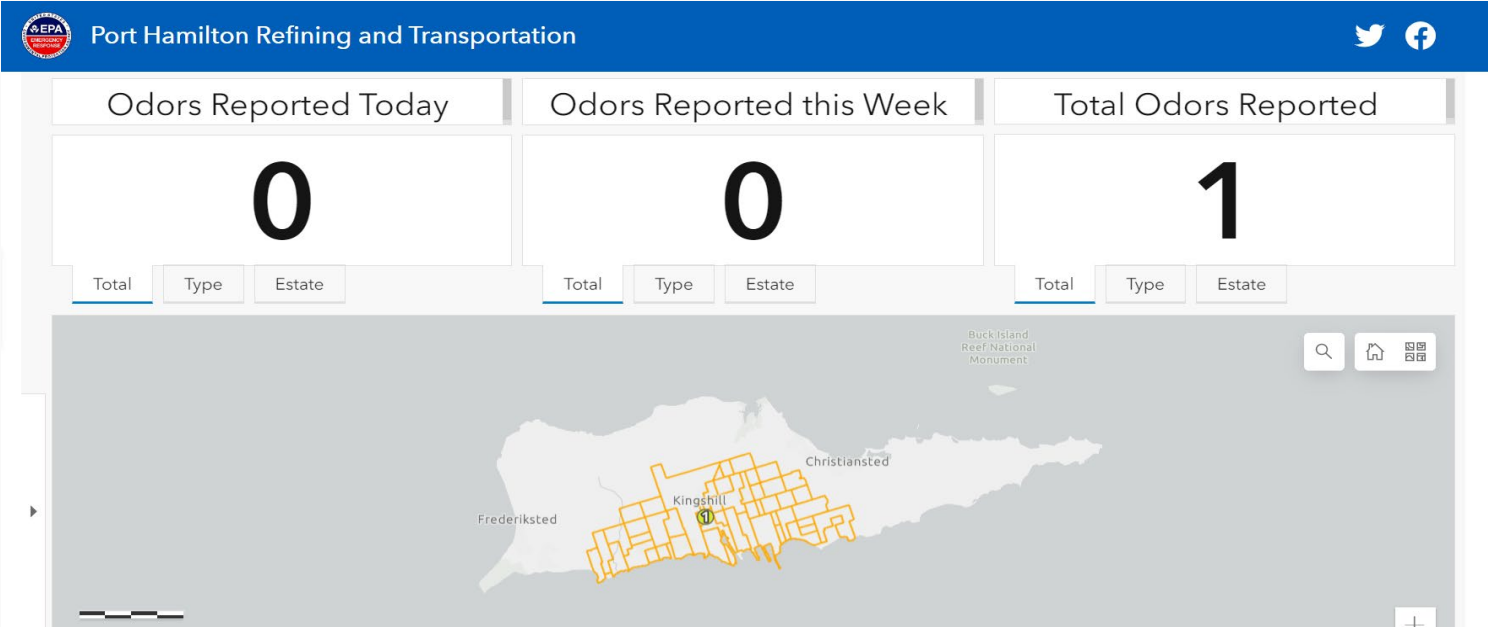 EPA
EMERGENCY
RESPONSE
Port Hamilton Refining and Transportation
Odors Reported Today
Odors Reported this Week
Total Odors Reported
0
0
1
Total
Type
Estate
Total
Type
Estate
Total
Type
Estate
Buck Island
Reef National
Monument
Christiansted
Kingshill
1
Frederiksted